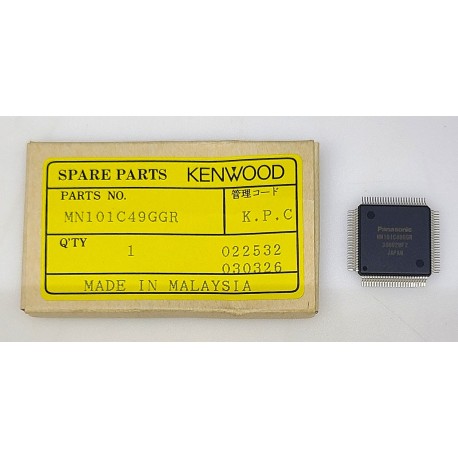 SPARE PARTS KENWOOD
PARTS NO. 管理コード
MN101C49GGR K.P.C
Q'TY 1 022532
030326
MADE IN MALAYSIA
Panasonic
JAPAN